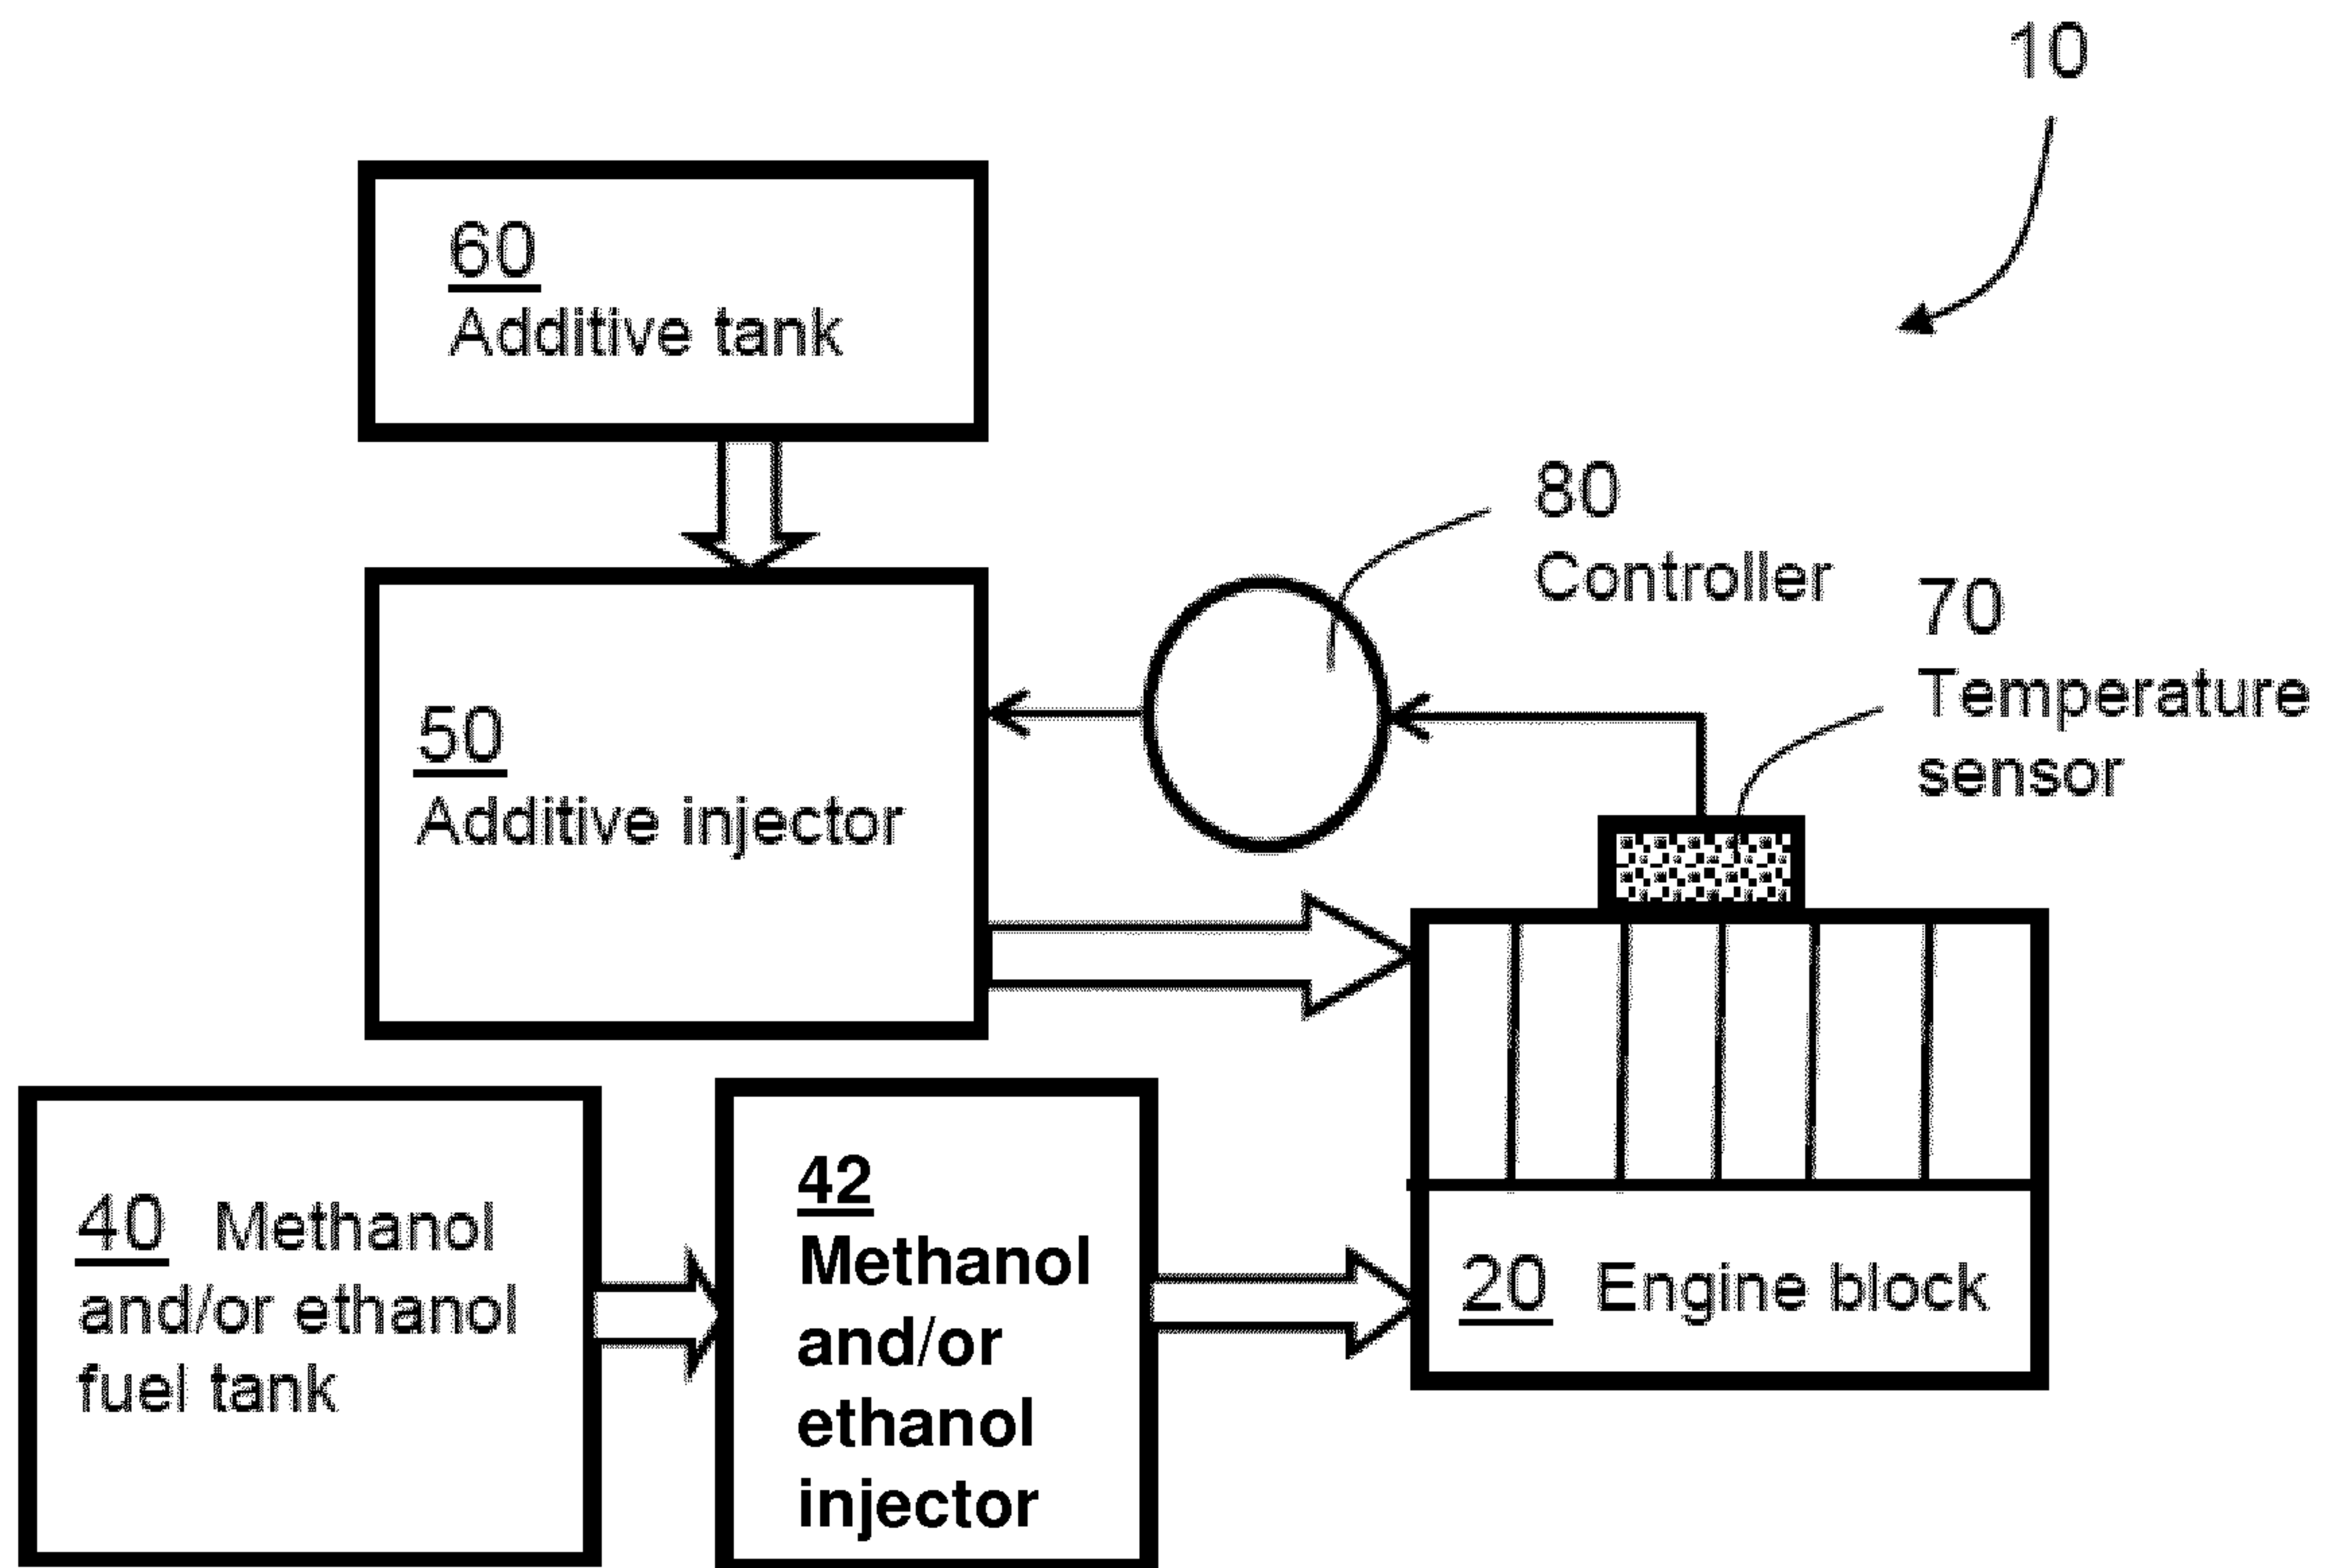 10
60
Additive tank
80
Controller
70
Temperature
sensor
50
Additive injector
40 Methanol
and/or ethanol
fuel tank
42
Methanol
and/or
ethanol
injector
20 Engine block